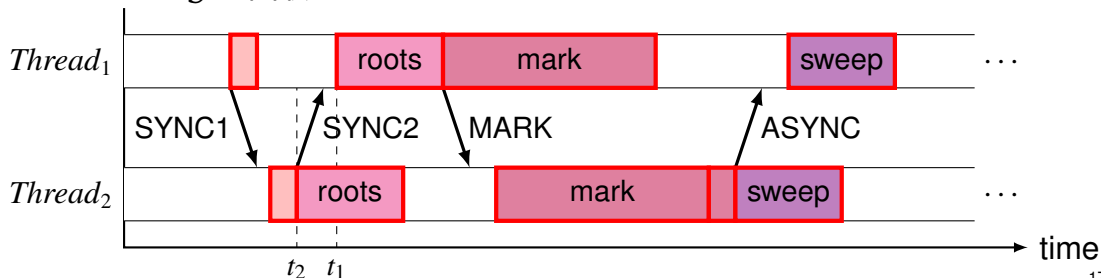 Thread₁ roots mark sweep ⋯
SYNC1 SYNC2 MARK ASYNC
Thread₂ roots mark sweep ⋯
time
t₂ t₁